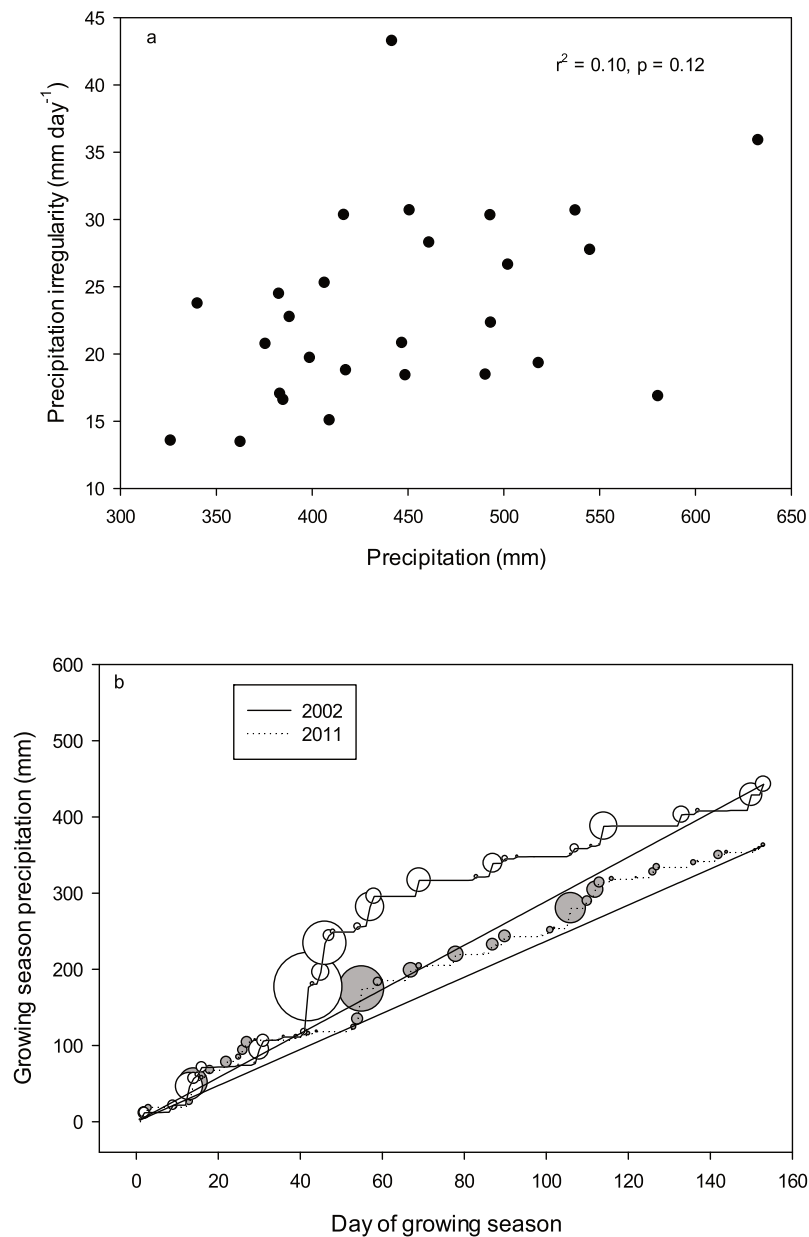 a
r² = 0.10, p = 0.12
Precipitation irregularity (mm day⁻¹)
45
40
35
30
25
20
15
10
300 350 400 450 500 550 600 650
Precipitation (mm)
b
2002
2011
Growing season precipitation (mm)
600
500
400
300
200
100
0
0 20 40 60 80 100 120 140 160
Day of growing season